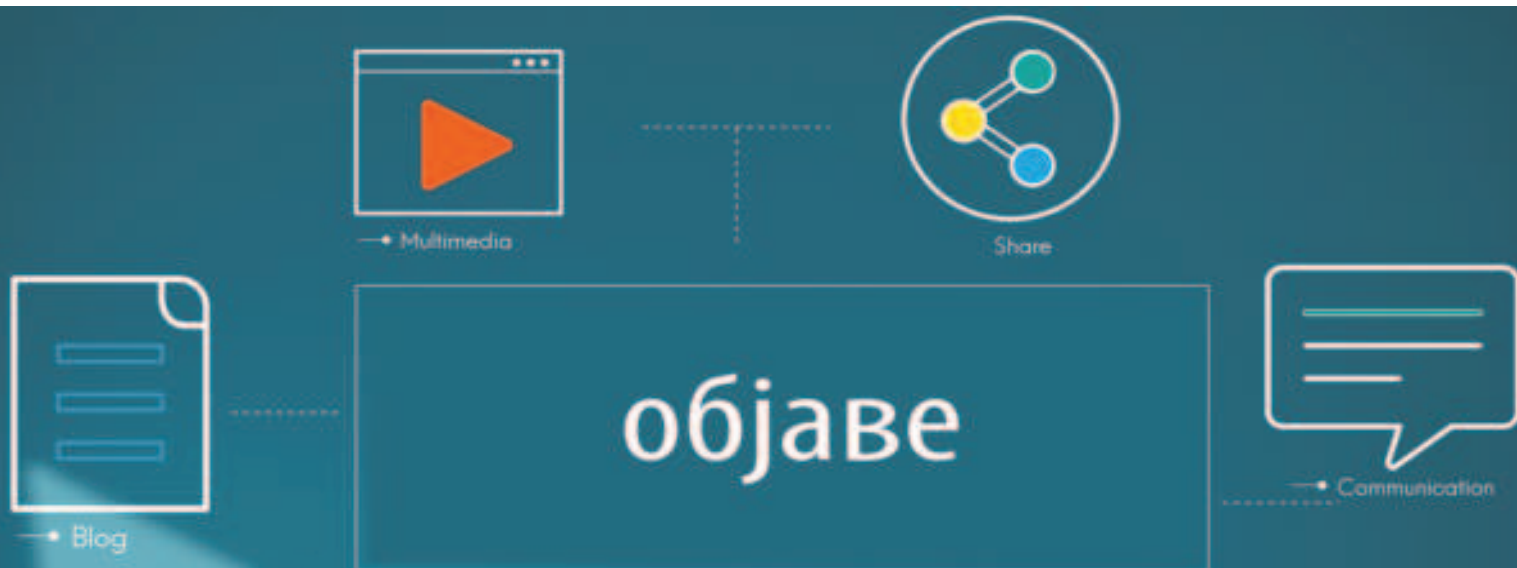 Multimedia
Share
објаве
Communication
Blog